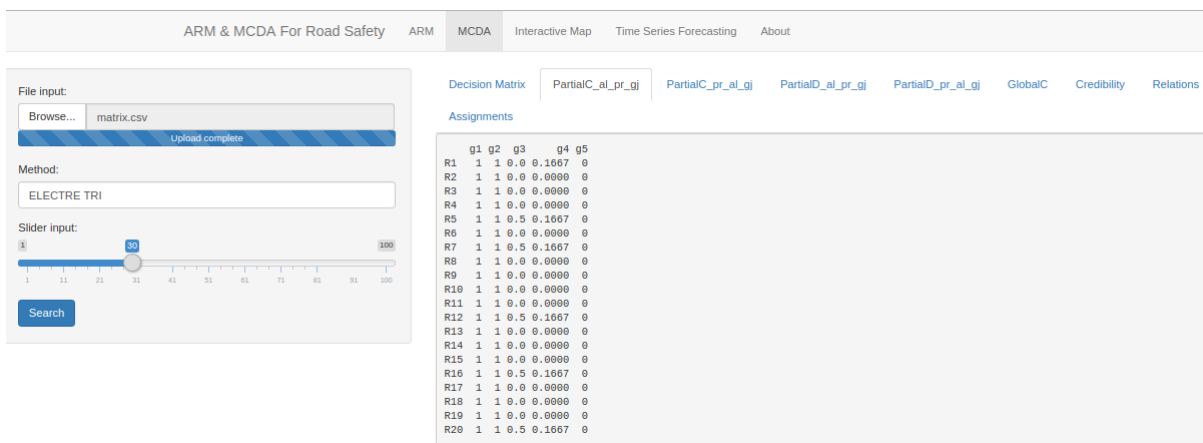 ARM & MCDA For Road Safety ARM MCDA Interactive Map Time Series Forecasting About
File input:
Browse... matrix.csv
Upload complete
Method:
ELECTRE TRI
Slider input:
1 30 100
1 11 21 31 41 51 61 71 81 91 100
Search
Decision Matrix PartialC_al_pr_gj PartialC_pr_al_gj PartialD_al_pr_gj PartialD_pr_al_gj GlobalC Credibility Relations
Assignments
g1 g2 g3 g4 g5
R1 1 1 0.0 0.1667 0
R2 1 1 0.0 0.0000 0
R3 1 1 0.0 0.0000 0
R4 1 1 0.0 0.0000 0
R5 1 1 0.5 0.1667 0
R6 1 1 0.0 0.0000 0
R7 1 1 0.5 0.1667 0
R8 1 1 0.0 0.0000 0
R9 1 1 0.0 0.0000 0
R10 1 1 0.0 0.0000 0
R11 1 1 0.0 0.0000 0
R12 1 1 0.5 0.1667 0
R13 1 1 0.0 0.0000 0
R14 1 1 0.0 0.0000 0
R15 1 1 0.0 0.0000 0
R16 1 1 0.5 0.1667 0
R17 1 1 0.0 0.0000 0
R18 1 1 0.0 0.0000 0
R19 1 1 0.0 0.0000 0
R20 1 1 0.5 0.1667 0